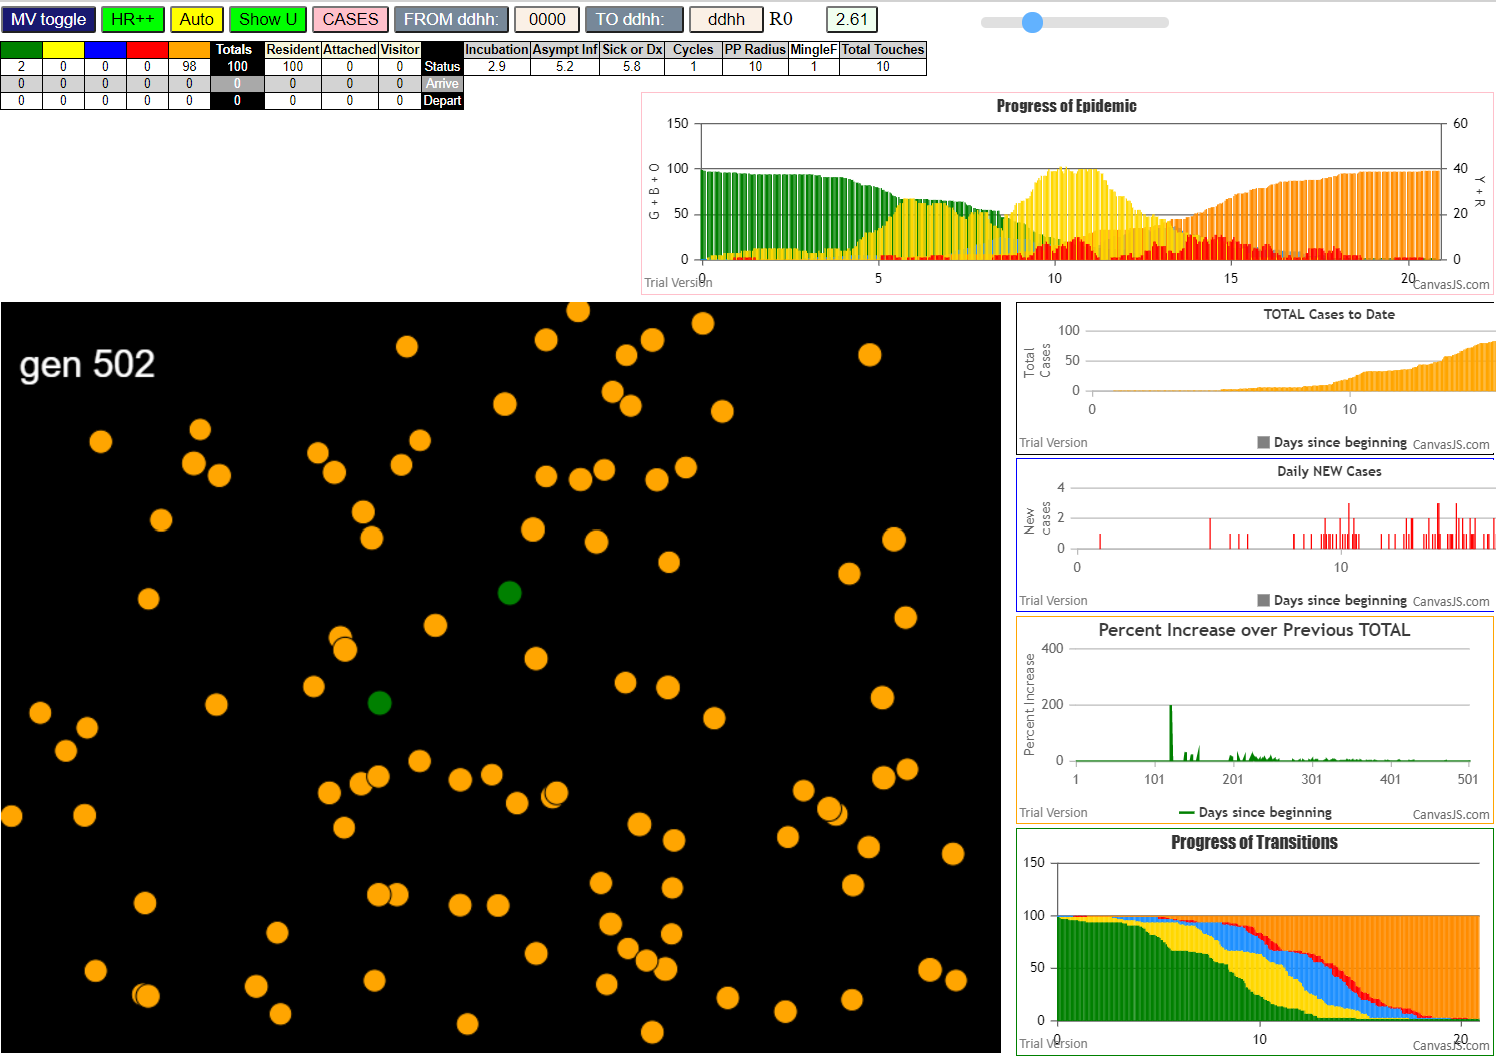 MV toggle HR++ Auto Show U CASES FROM ddhh: 0000 TO ddhh: ddhh R0 2.61
Totals Resident Attached Visitor Incubation Asympt Inf Sick or Dx Cycles PP Radius MingleF Total Touches
2 0 0 0 98 100 100 0 0 Status 2.9 5.2 5.8 1 10 1 10
0 0 0 0 0 0 0 0 0 Arrive
0 0 0 0 0 0 0 0 0 Depart
Progress of Epidemic
150 60
100 40
50 20
0 0
G + B + O
Y + R
0 5 10 15 20
Trial Version CanvasJS.com
gen 502
TOTAL Cases to Date
Total
Cases
100
50
0
0 10
Days since beginning
Trial Version CanvasJS.com
Daily NEW Cases
New
cases
4
2
0
0 10
Days since beginning
Trial Version CanvasJS.com
Percent Increase over Previous TOTAL
Percent Increase
400
200
0
1 101 201 301 401 501
Days since beginning
Trial Version CanvasJS.com
Progress of Transitions
150
100
50
0
0 10 20
Trial Version CanvasJS.com